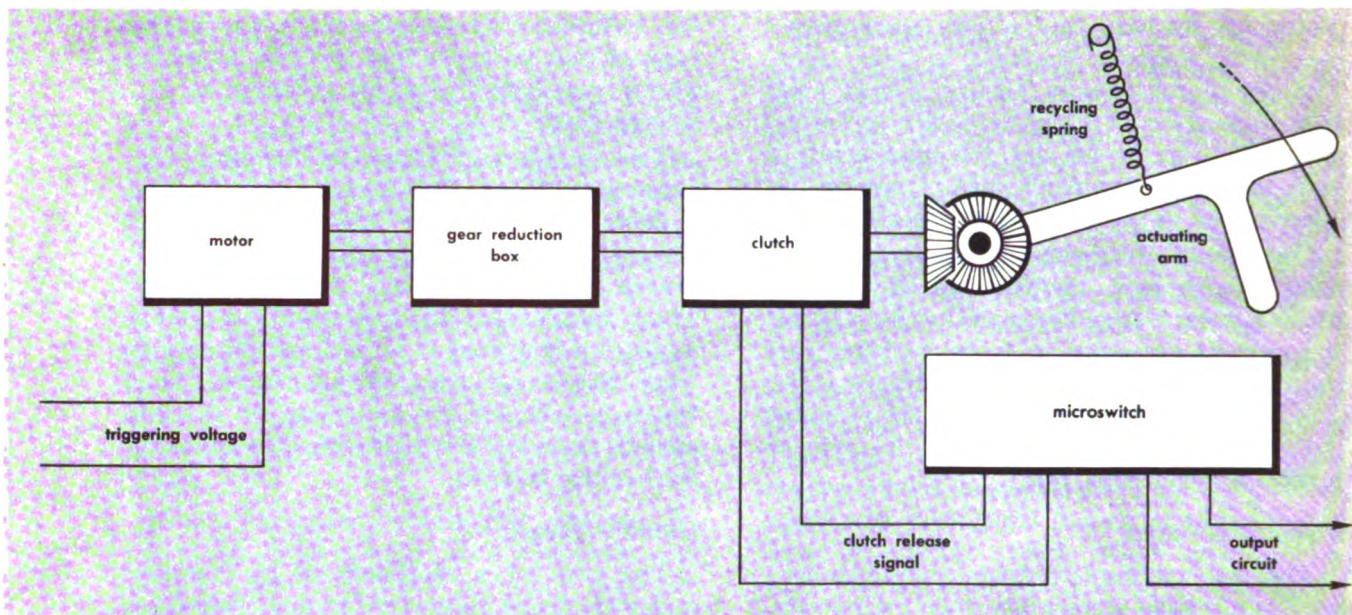 recycling
spring
motor
gear reduction
box
clutch
actuating
arm
microswitch
triggering voltage
clutch release
signal
output
circuit